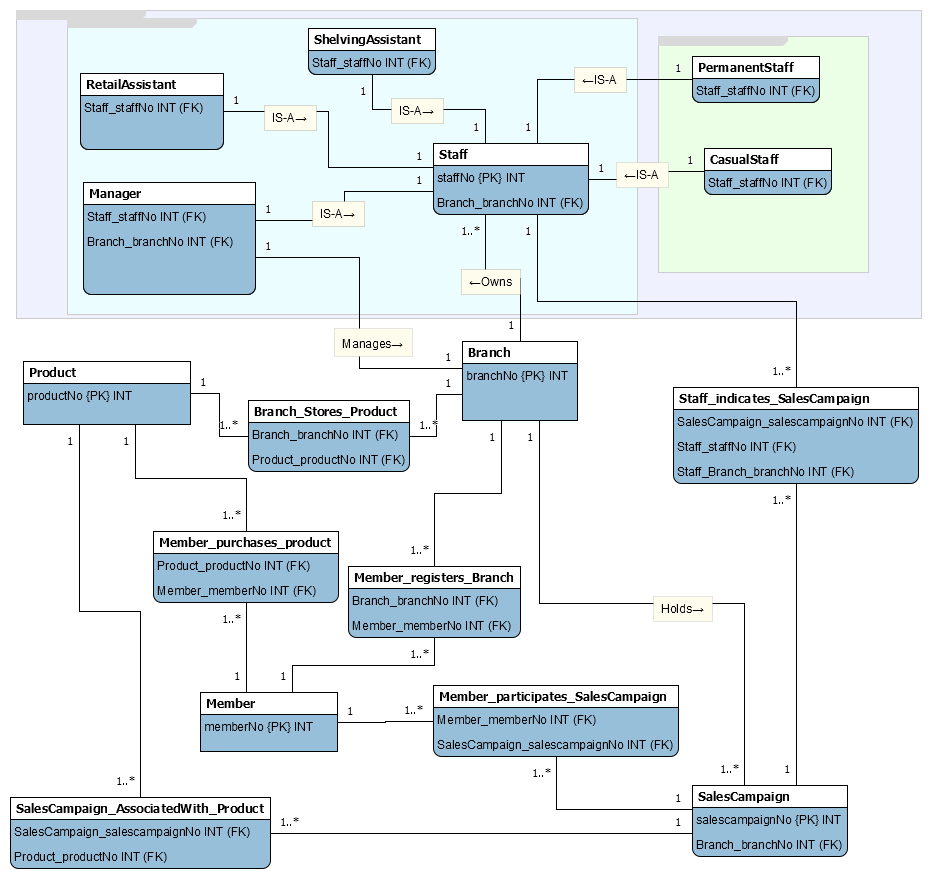 ShelvingAssistant
Staff_staffNo INT (FK)
1
RetailAssistant
Staff_staffNo INT (FK)
1
IS-A→
1
IS-A→
1
PermanentStaff
Staff_staffNo INT (FK)
1
←IS-A
1
CasualStaff
Staff_staffNo INT (FK)
1
←IS-A
1
Staff
staffNo {PK} INT
Branch_branchNo INT (FK)
1..*
1
Manager
Staff_staffNo INT (FK)
Branch_branchNo INT (FK)
1
IS-A→
1
1
Manages→
1
←Owns
1
Branch
branchNo {PK} INT
1
1
1
Product
productNo {PK} INT
1
1
1
Branch_Stores_Product
Branch_branchNo INT (FK)
Product_productNo INT (FK)
1..*
1..*
1..*
Staff_indicates_SalesCampaign
SalesCampaign_salescampaignNo INT (FK)
Staff_staffNo INT (FK)
Staff_Branch_branchNo INT (FK)
1..*
1..*
Member_purchases_product
Product_productNo INT (FK)
Member_memberNo INT (FK)
1..*
1..*
Member_registers_Branch
Branch_branchNo INT (FK)
Member_memberNo INT (FK)
1..*
Holds→
1
1
Member
memberNo {PK} INT
1
1..*
Member_participates_SalesCampaign
Member_memberNo INT (FK)
SalesCampaign_salescampaignNo INT (FK)
1..*
1..*
1
1..*
SalesCampaign_AssociatedWith_Product
SalesCampaign_salescampaignNo INT (FK)
Product_productNo INT (FK)
1..*
1
1
SalesCampaign
salescampaignNo {PK} INT
Branch_branchNo INT (FK)